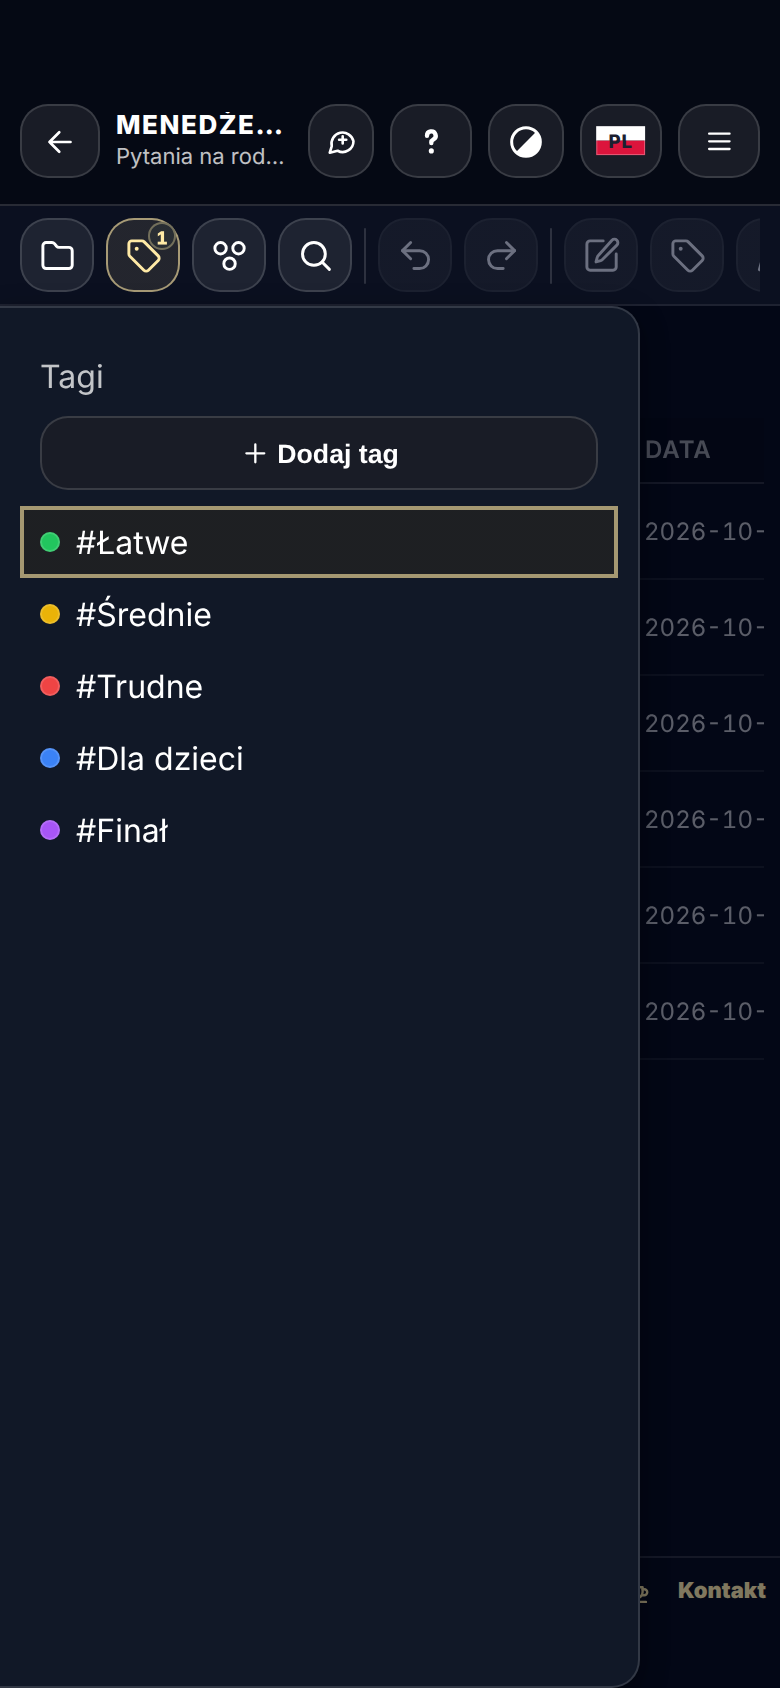 MENEDŻE...
Pytania na rod...
?
PL
1
Tagi
DATA
+ Dodaj tag
#Łatwe
2026-10-
#Średnie
2026-10-
#Trudne
2026-10-
#Dla dzieci
2026-10-
#Finał
2026-10-
2026-10-
Kontakt